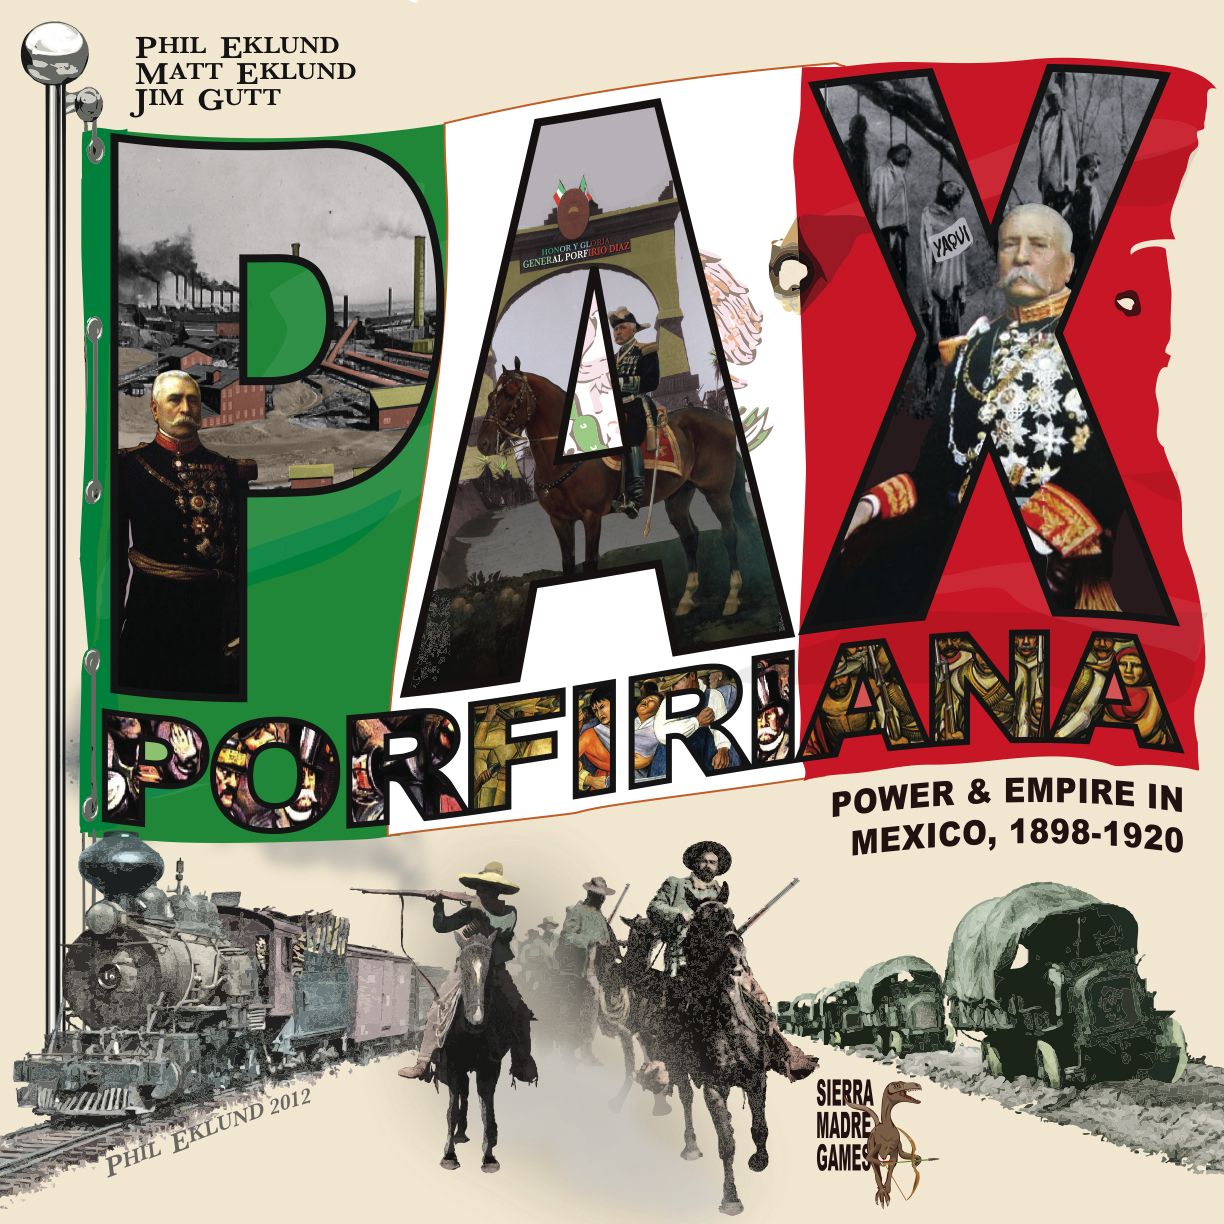 PHIL EKLUND
MATT EKLUND
JIM GUTT
PAX
HONOR Y GLORIA
GENERAL PORFIRIO DIAZ
YAQUI
PORFIRIANA
POWER & EMPIRE IN
MEXICO, 1898-1920
PHIL EKLUND 2012
SIERRA
MADRE
GAMES